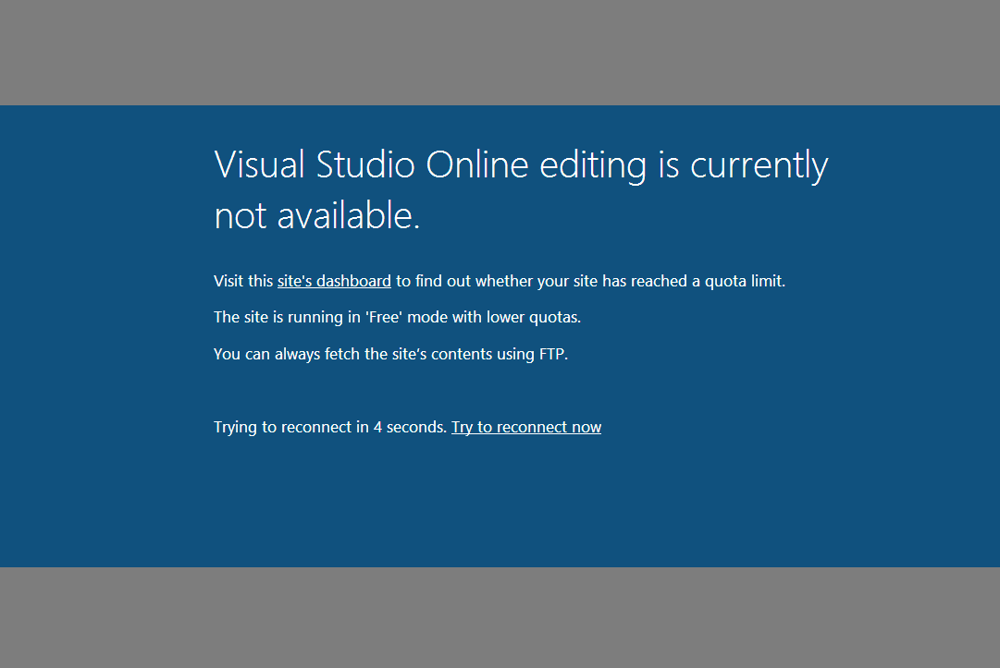 Visual Studio Online editing is currently
not available.
Visit this site's dashboard to find out whether your site has reached a quota limit.
The site is running in 'Free' mode with lower quotas.
You can always fetch the site's contents using FTP.
Trying to reconnect in 4 seconds. Try to reconnect now